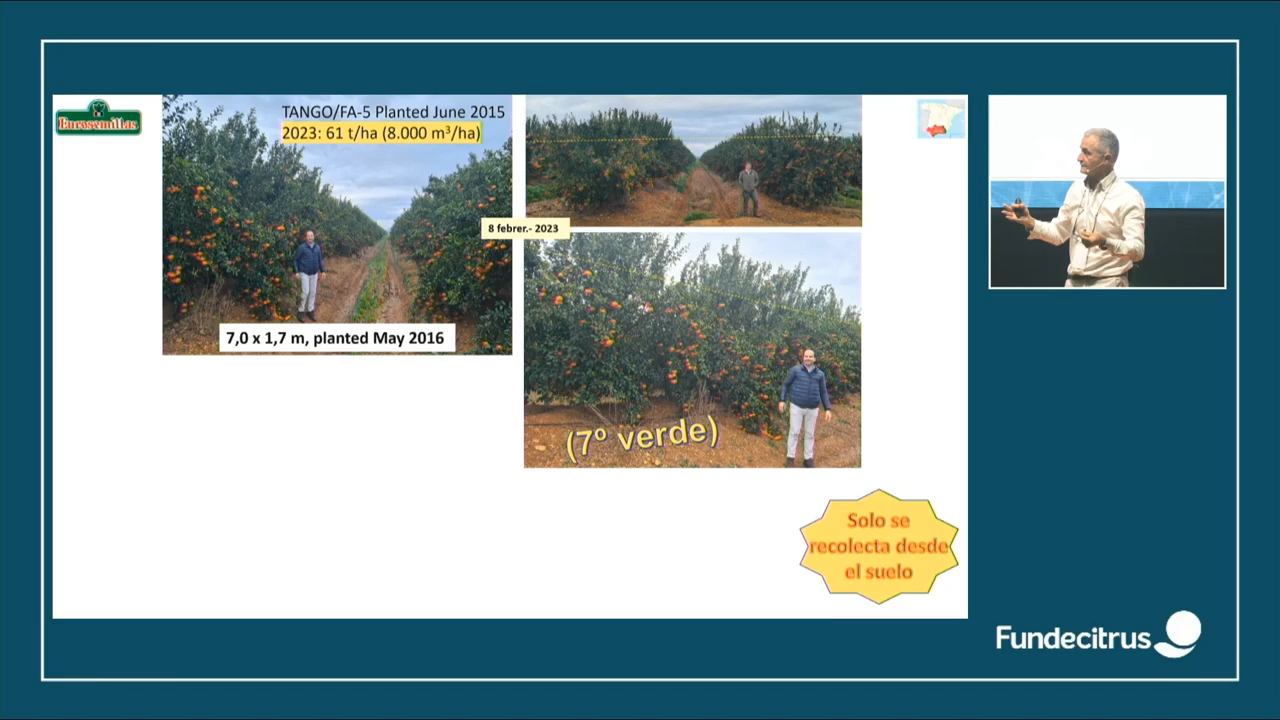 Eurosemillas
TANGO/FA-5 Planted June 2015
2023: 61 t/ha (8.000 m³/ha)
8 febrer.- 2023
7,0 x 1,7 m, planted May 2016
(7º verde)
Solo se
recolecta desde
el suelo
Fundecitrus